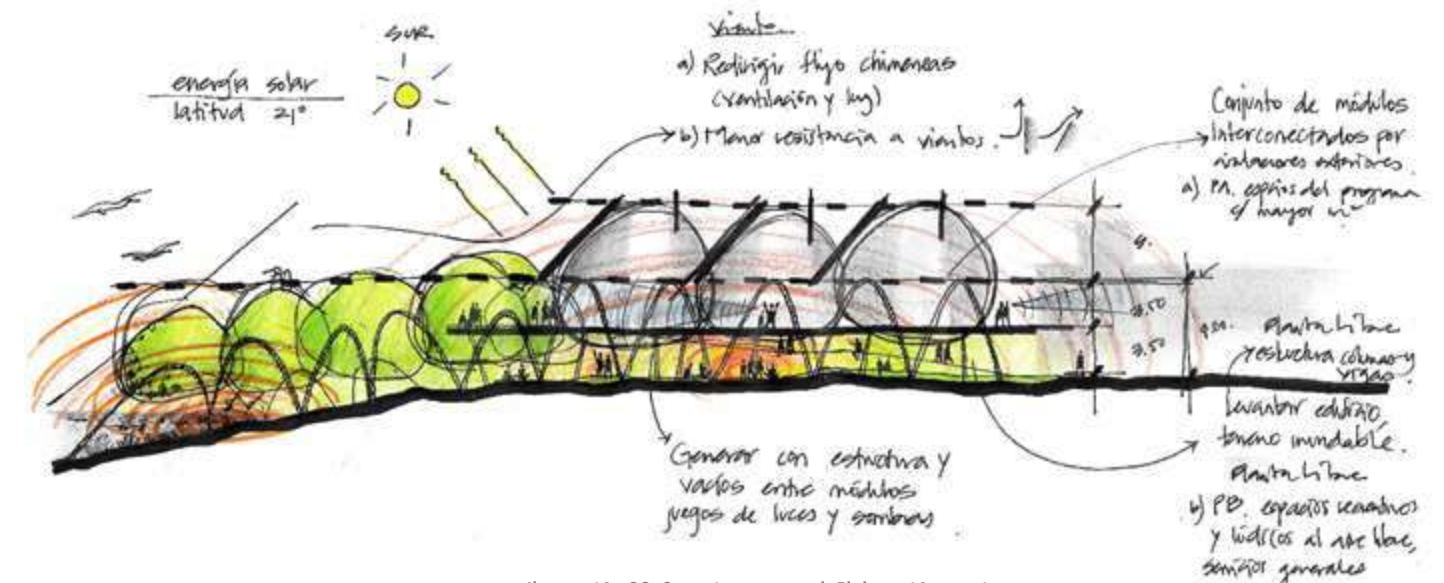 SUR
energía solar
latitud 21°
viento
a) Redirigir flujo chimeneas
(ventilación y luz)
b) Menor resistencia a vientos.
Conjunto de módulos
Interconectados por
exteriores.
a) PA. espacios del programa
c/ mayor
4.
3.50
3.50
9.00.
Planta Libre
estructura columnas y
vigas.
Levantar edificio,
terreno inundable.
Planta Libre
b) PB. espacios
y lúdicos al aire libre,
servicios generales
Generar con estructura y
vacíos entre módulos
juegos de luces y sombras.